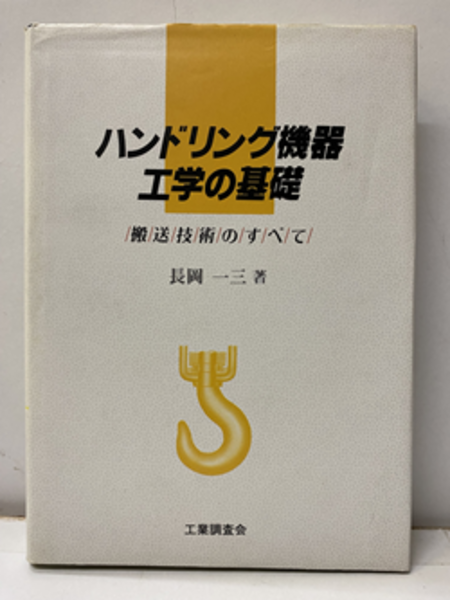 ハンドリング機器
工学の基礎
/搬/送/技/術/の/す/べ/て/
長岡 一三 著
工業調査会